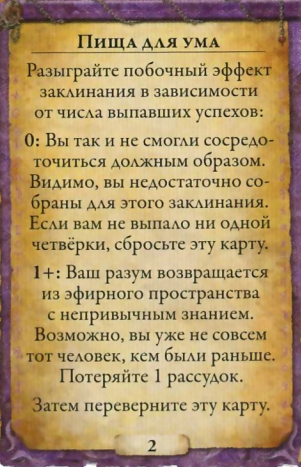 Пища для ума
Разыграйте побочный эффект
заклинания в зависимости
от числа выпавших успехов:
0: Вы так и не смогли сосредо-
точиться должным образом.
Видимо, вы недостаточно со-
браны для этого заклинания.
Если вам не выпало ни одной
четвёрки, сбросьте эту карту.
1+: Ваш разум возвращается
из эфирного пространства
с непривычным знанием.
Возможно, вы уже не совсем
тот человек, кем были раньше.
Потеряйте 1 рассудок.
Затем переверните эту карту.
2